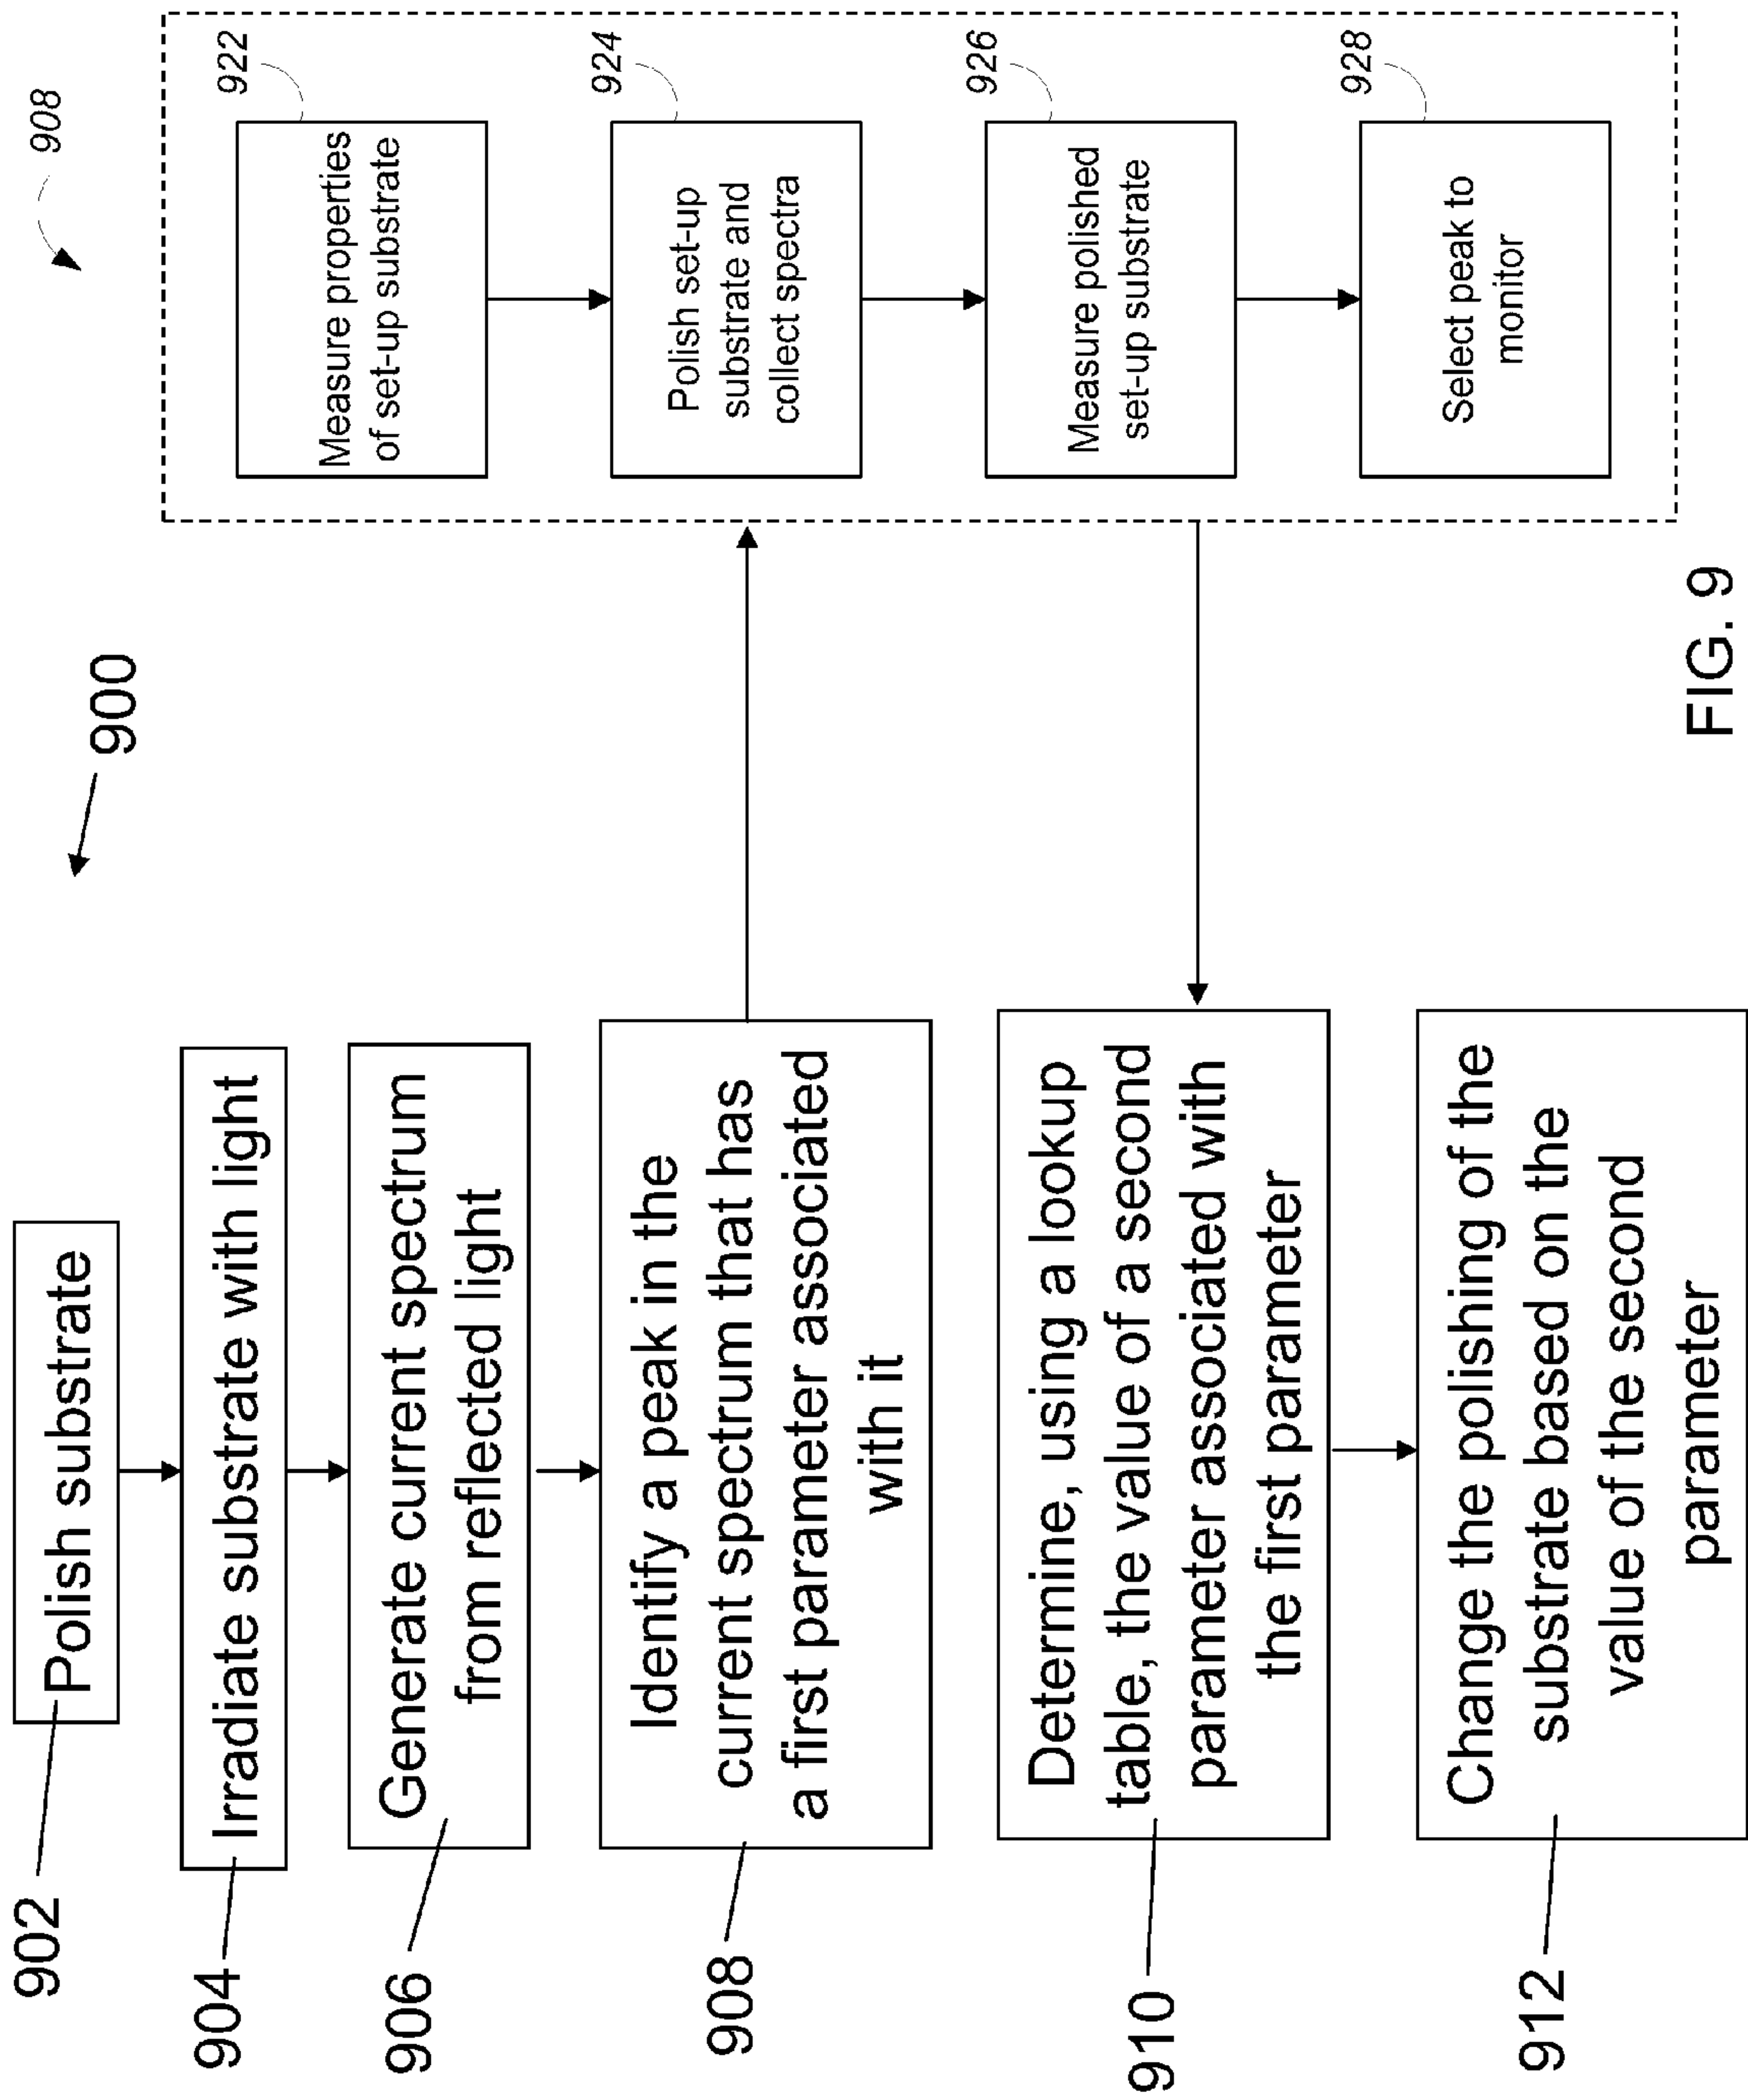 900
902
Polish substrate
904
Irradiate substrate with light
906
Generate current spectrum
from reflected light
908
Identify a peak in the
current spectrum that has
a first parameter associated
with it
908
922
Measure properties
of set-up substrate
924
Polish set-up
substrate and
collect spectra
926
Measure polished
set-up substrate
928
Select peak to
monitor
910
Determine, using a lookup
table, the value of a second
parameter associated with
the first parameter
912
Change the polishing of the
substrate based on the
value of the second
parameter
FIG. 9